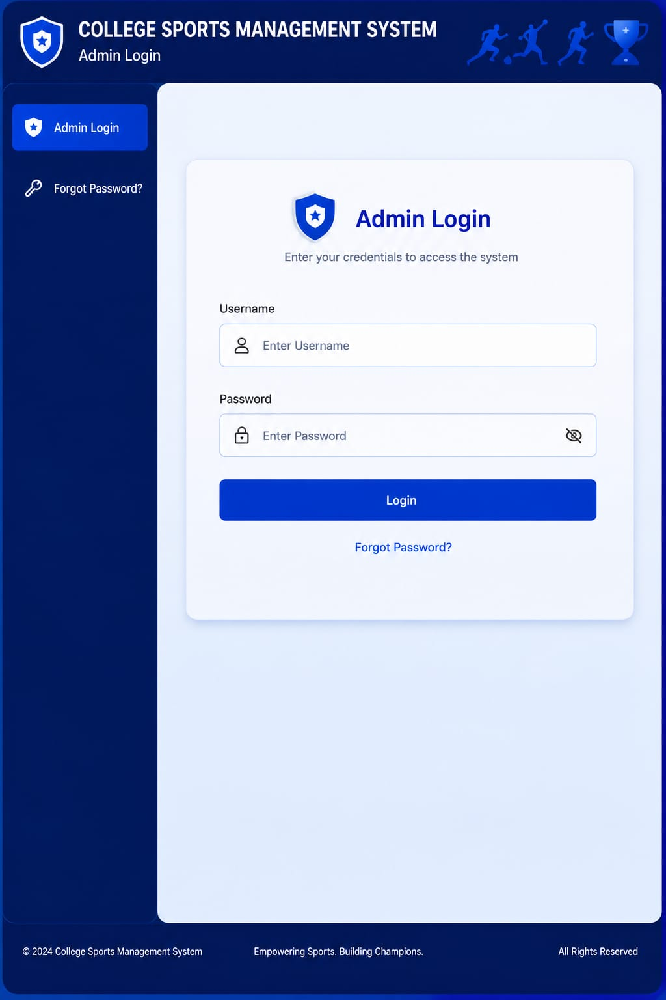 COLLEGE SPORTS MANAGEMENT SYSTEM
Admin Login
Admin Login
Forgot Password?
Admin Login
Enter your credentials to access the system
Username
Enter Username
Password
Enter Password
Login
Forgot Password?
© 2024 College Sports Management System
Empowering Sports. Building Champions.
All Rights Reserved